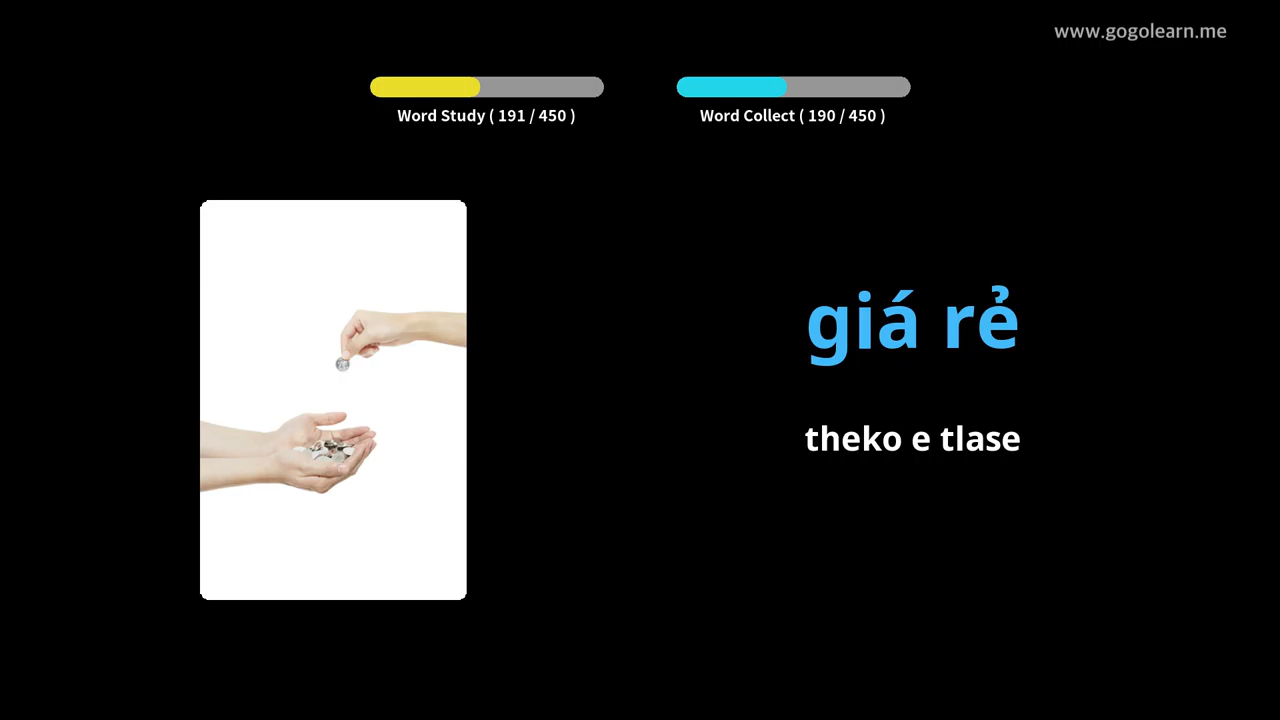 www.gogolearn.me
Word Study ( 191 / 450 )
Word Collect ( 190 / 450 )
giá rẻ
theko e tlase